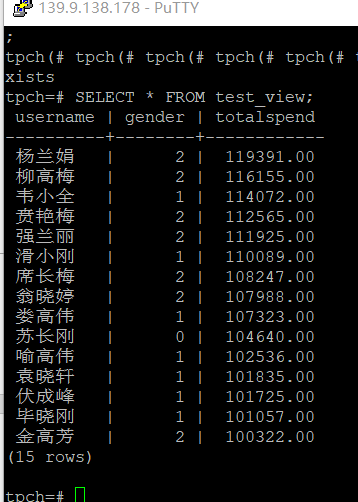 139.9.138.178 - PuTTY
;
tpch(# tpch(# tpch(# tpch(# tpch(# t
xists
tpch=# SELECT * FROM test_view;
username | gender | totalspend
----------+--------+------------
杨兰娟 | 2 | 119391.00
柳高梅 | 2 | 116155.00
韦小全 | 1 | 114072.00
贲艳梅 | 2 | 112565.00
强兰丽 | 2 | 111925.00
滑小刚 | 1 | 110089.00
席长梅 | 2 | 108247.00
翁晓婷 | 2 | 107988.00
娄高伟 | 1 | 107323.00
苏长刚 | 0 | 104640.00
喻高伟 | 1 | 102536.00
袁晓轩 | 1 | 101835.00
伏成峰 | 1 | 101725.00
毕晓刚 | 1 | 101057.00
金高芳 | 2 | 100322.00
(15 rows)
tpch=#